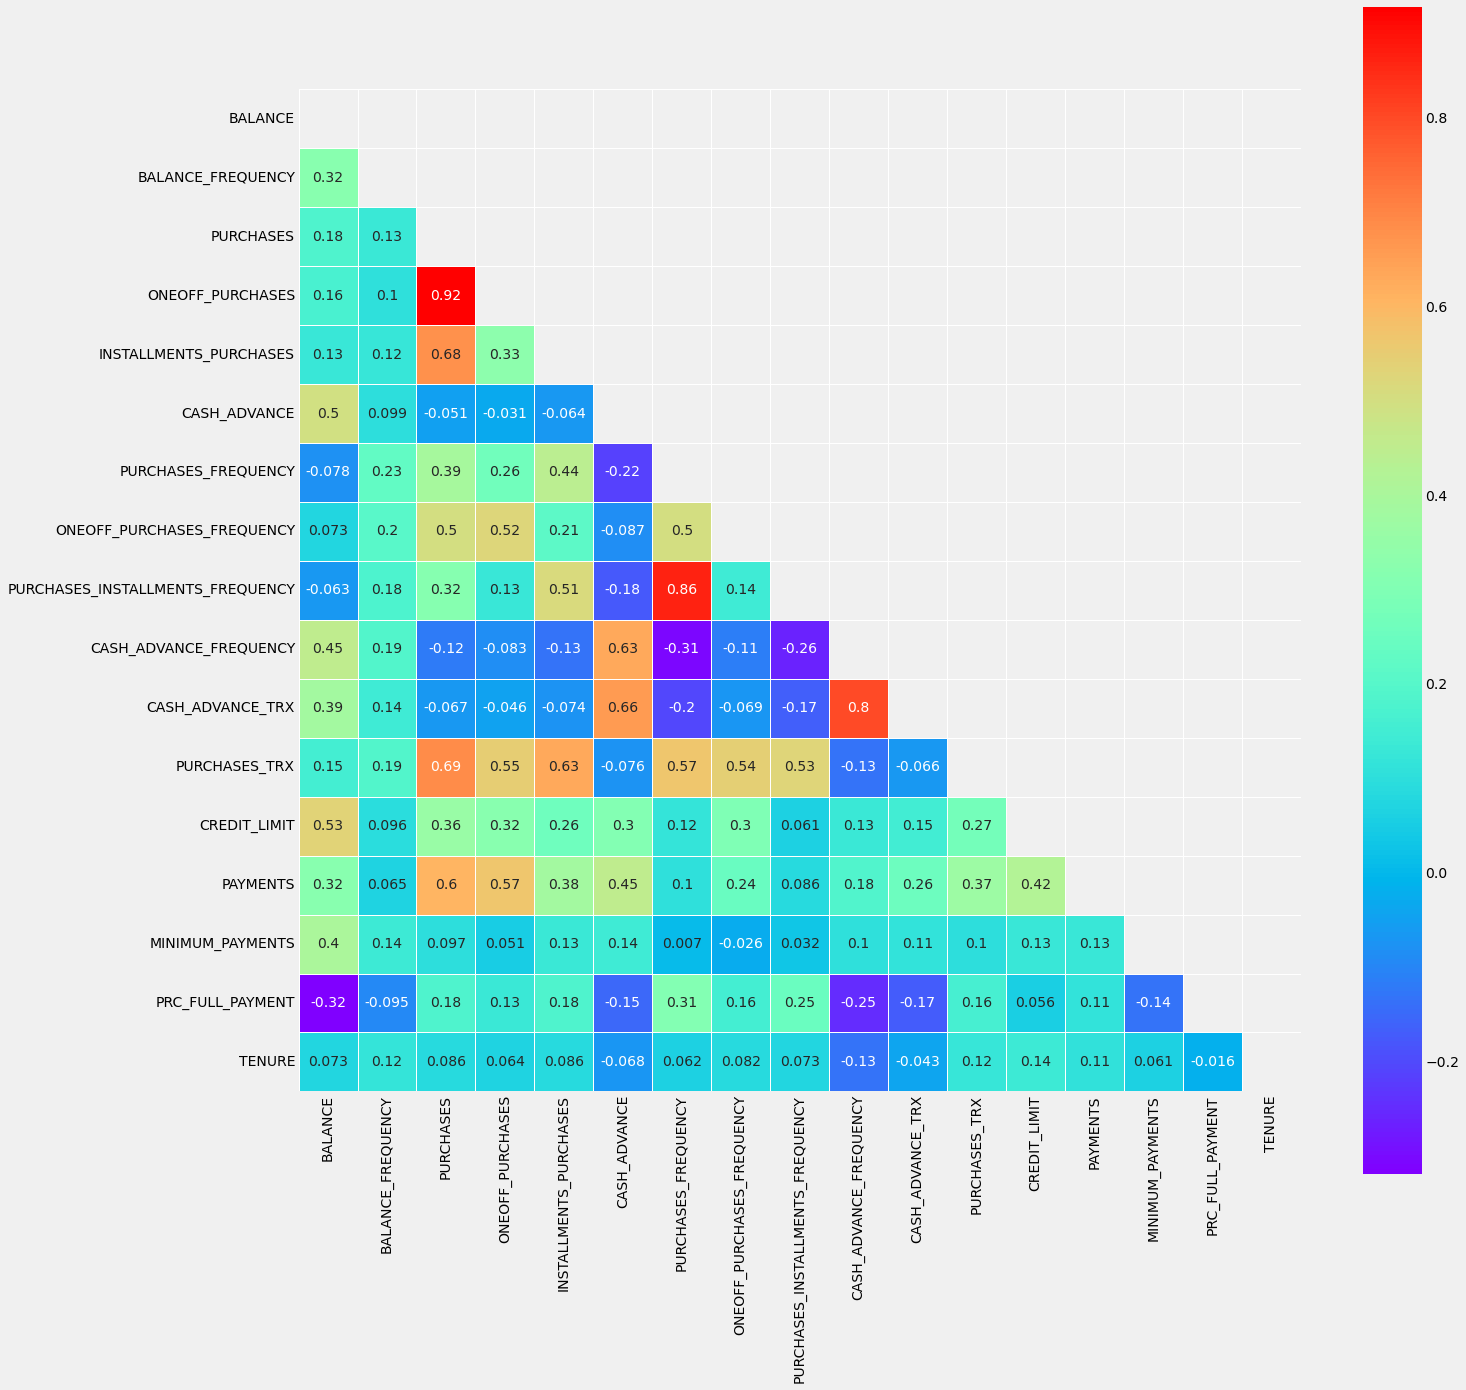 BALANCE
BALANCE_FREQUENCY 0.32
PURCHASES 0.18 0.13
ONEOFF_PURCHASES 0.16 0.1 0.92
INSTALLMENTS_PURCHASES 0.13 0.12 0.68 0.33
CASH_ADVANCE 0.5 0.099 -0.051 -0.031 -0.064
PURCHASES_FREQUENCY -0.078 0.23 0.39 0.26 0.44 -0.22
ONEOFF_PURCHASES_FREQUENCY 0.073 0.2 0.5 0.52 0.21 -0.087 0.5
PURCHASES_INSTALLMENTS_FREQUENCY -0.063 0.18 0.32 0.13 0.51 -0.18 0.86 0.14
CASH_ADVANCE_FREQUENCY 0.45 0.19 -0.12 -0.083 -0.13 0.63 -0.31 -0.11 -0.26
CASH_ADVANCE_TRX 0.39 0.14 -0.067 -0.046 -0.074 0.66 -0.2 -0.069 -0.17 0.8
PURCHASES_TRX 0.15 0.19 0.69 0.55 0.63 -0.076 0.57 0.54 0.53 -0.13 -0.066
CREDIT_LIMIT 0.53 0.096 0.36 0.32 0.26 0.3 0.12 0.3 0.061 0.13 0.15 0.27
PAYMENTS 0.32 0.065 0.6 0.57 0.38 0.45 0.1 0.24 0.086 0.18 0.26 0.37 0.42
MINIMUM_PAYMENTS 0.4 0.14 0.097 0.051 0.13 0.14 0.007 -0.026 0.032 0.1 0.11 0.1 0.13 0.13
PRC_FULL_PAYMENT -0.32 -0.095 0.18 0.13 0.18 -0.15 0.31 0.16 0.25 -0.25 -0.17 0.16 0.056 0.11 -0.14
TENURE 0.073 0.12 0.086 0.064 0.086 -0.068 0.062 0.082 0.073 -0.13 -0.043 0.12 0.14 0.11 0.061 -0.016
BALANCE
BALANCE_FREQUENCY
PURCHASES
ONEOFF_PURCHASES
INSTALLMENTS_PURCHASES
CASH_ADVANCE
PURCHASES_FREQUENCY
ONEOFF_PURCHASES_FREQUENCY
PURCHASES_INSTALLMENTS_FREQUENCY
CASH_ADVANCE_FREQUENCY
CASH_ADVANCE_TRX
PURCHASES_TRX
CREDIT_LIMIT
PAYMENTS
MINIMUM_PAYMENTS
PRC_FULL_PAYMENT
TENURE
0.8
0.6
0.4
0.2
0.0
−0.2